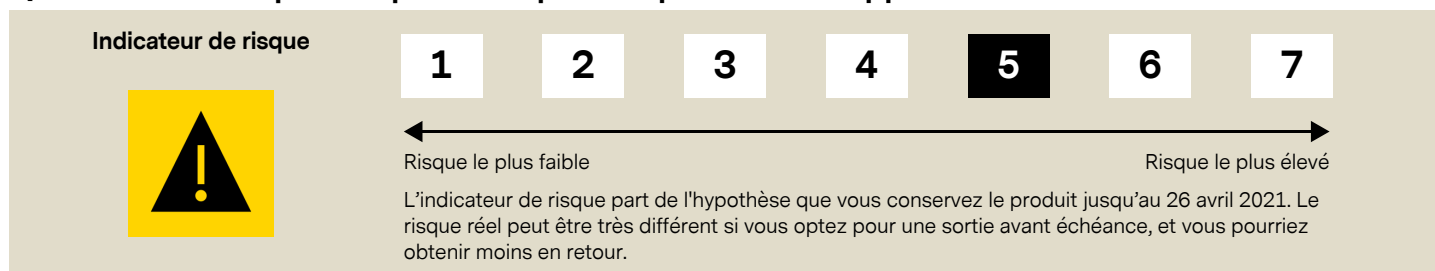 Indicateur de risque
1 2 3 4 5 6 7
Risque le plus faible
Risque le plus élevé
L'indicateur de risque part de l'hypothèse que vous conservez le produit jusqu'au 26 avril 2021. Le
risque réel peut être très différent si vous optez pour une sortie avant échéance, et vous pourriez
obtenir moins en retour.